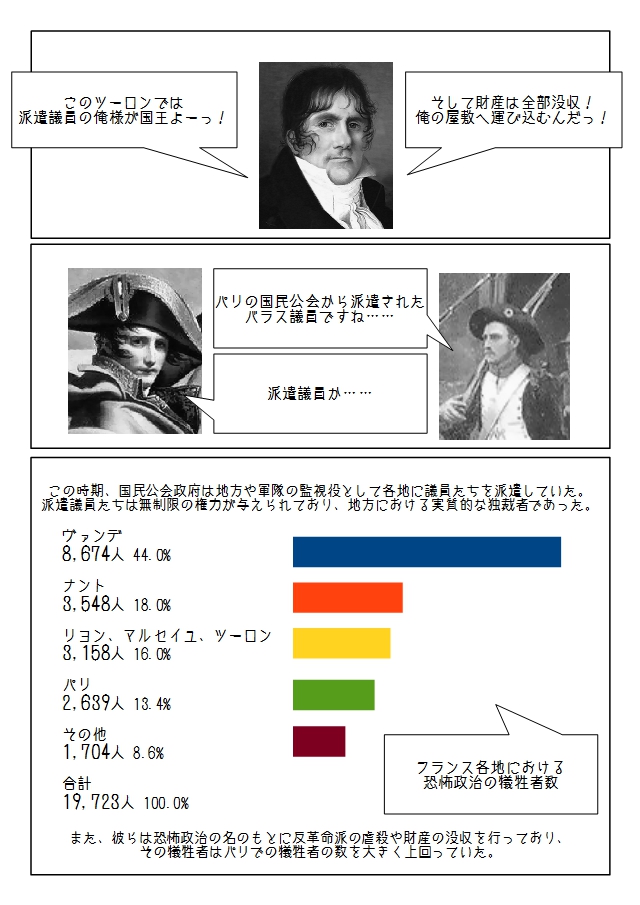 このツーロンでは
派遣議員の俺様が国王よーっ！
そして財産は全部没収！
俺の屋敷へ運び込むんだっ！
パリの国民公会から派遣された
バラス議員ですね……
派遣議員か……
この時期、国民公会政府は地方や軍隊の監視役として各地に議員たちを派遣していた。
派遣議員たちは無制限の権力が与えられており、地方における実質的な独裁者であった。
ヴァンデ
8,674人 44.0%
ナント
3,548人 18.0%
リヨン、マルセイユ、ツーロン
3,158人 16.0%
パリ
2,639人 13.4%
その他
1,704人 8.6%
合計
19,723人 100.0%
フランス各地における
恐怖政治の犠牲者数
また、彼らは恐怖政治の名のもとに反革命派の虐殺や財産の没収を行っており、
その犠牲者はパリでの犠牲者の数を大きく上回っていた。